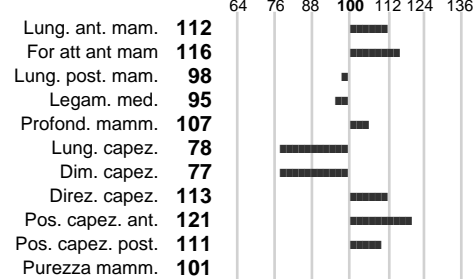 64 76 88 100 112 124 136
Lung. ant. mam. 112
For att ant mam 116
Lung. post. mam. 98
Legam. med. 95
Profond. mamm. 107
Lung. capez. 78
Dim. capez. 77
Direz. capez. 113
Pos. capez. ant. 121
Pos. capez. post. 111
Purezza mamm. 101